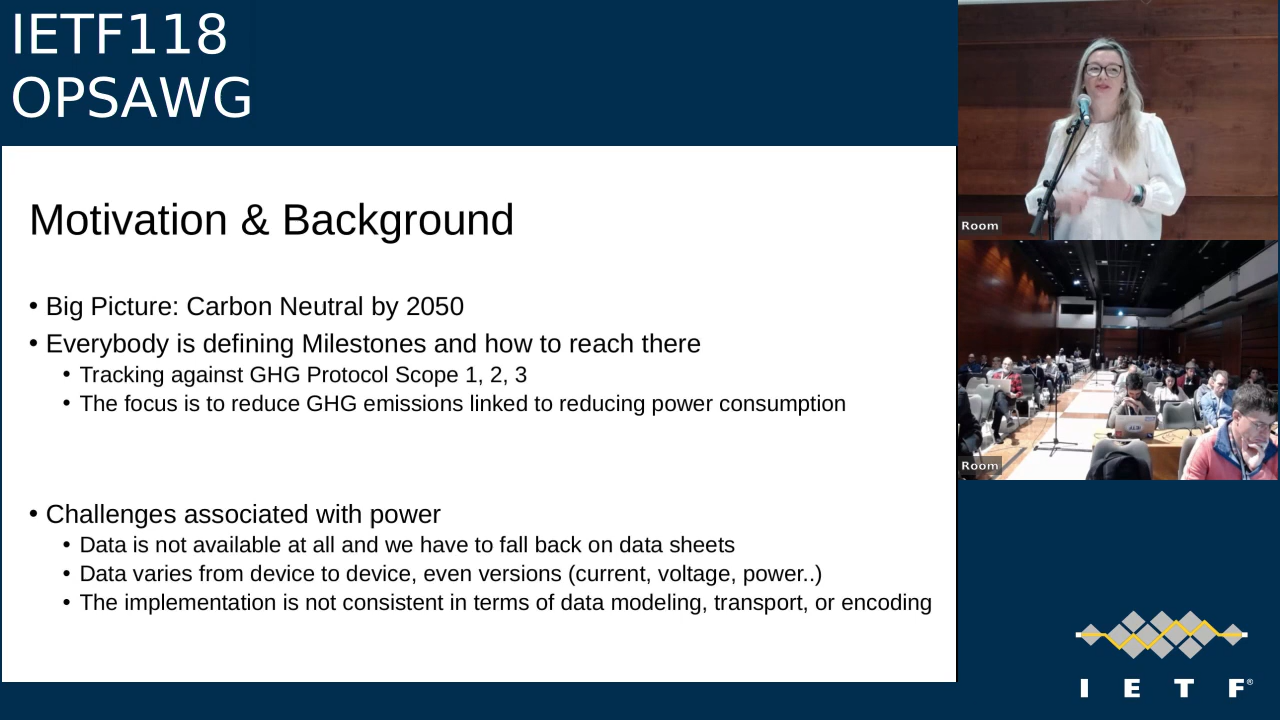 IETF118
OPSAWG
Motivation & Background
• Big Picture: Carbon Neutral by 2050
• Everybody is defining Milestones and how to reach there
• Tracking against GHG Protocol Scope 1, 2, 3
• The focus is to reduce GHG emissions linked to reducing power consumption
• Challenges associated with power
• Data is not available at all and we have to fall back on data sheets
• Data varies from device to device, even versions (current, voltage, power..)
• The implementation is not consistent in terms of data modeling, transport, or encoding
Room
Room
I E T F®